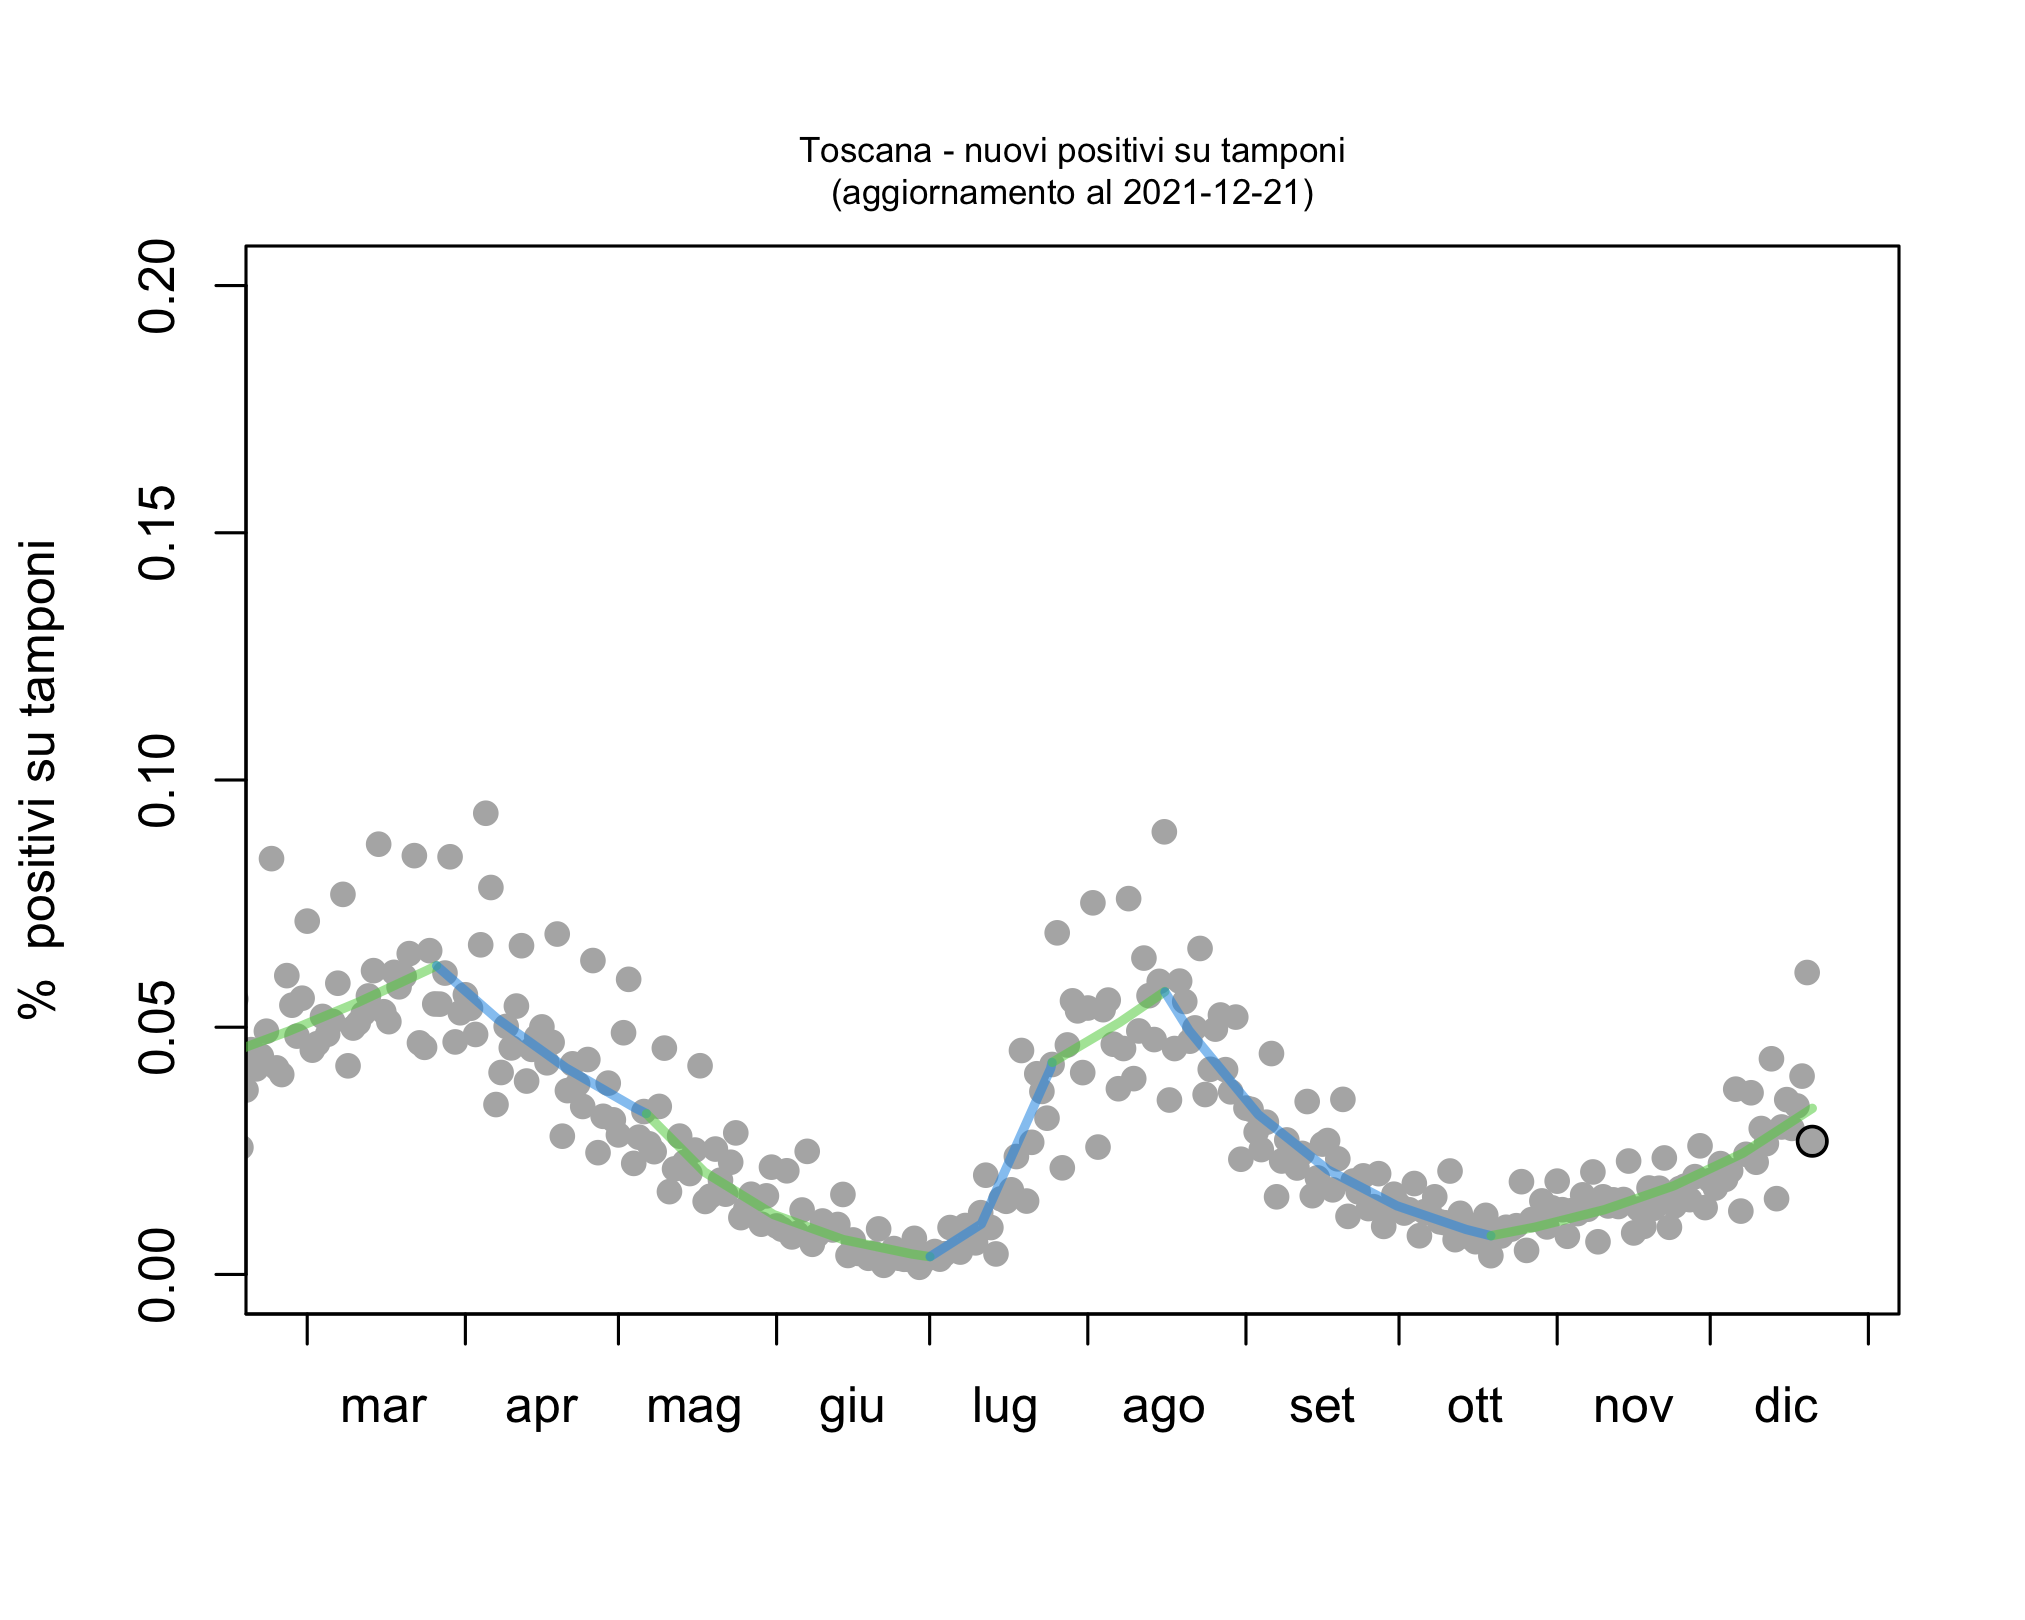 Toscana - nuovi positivi su tamponi
(aggiornamento al 2021-12-21)
% positivi su tamponi
0.20
0.15
0.10
0.05
0.00
mar apr mag giu lug ago set ott nov dic